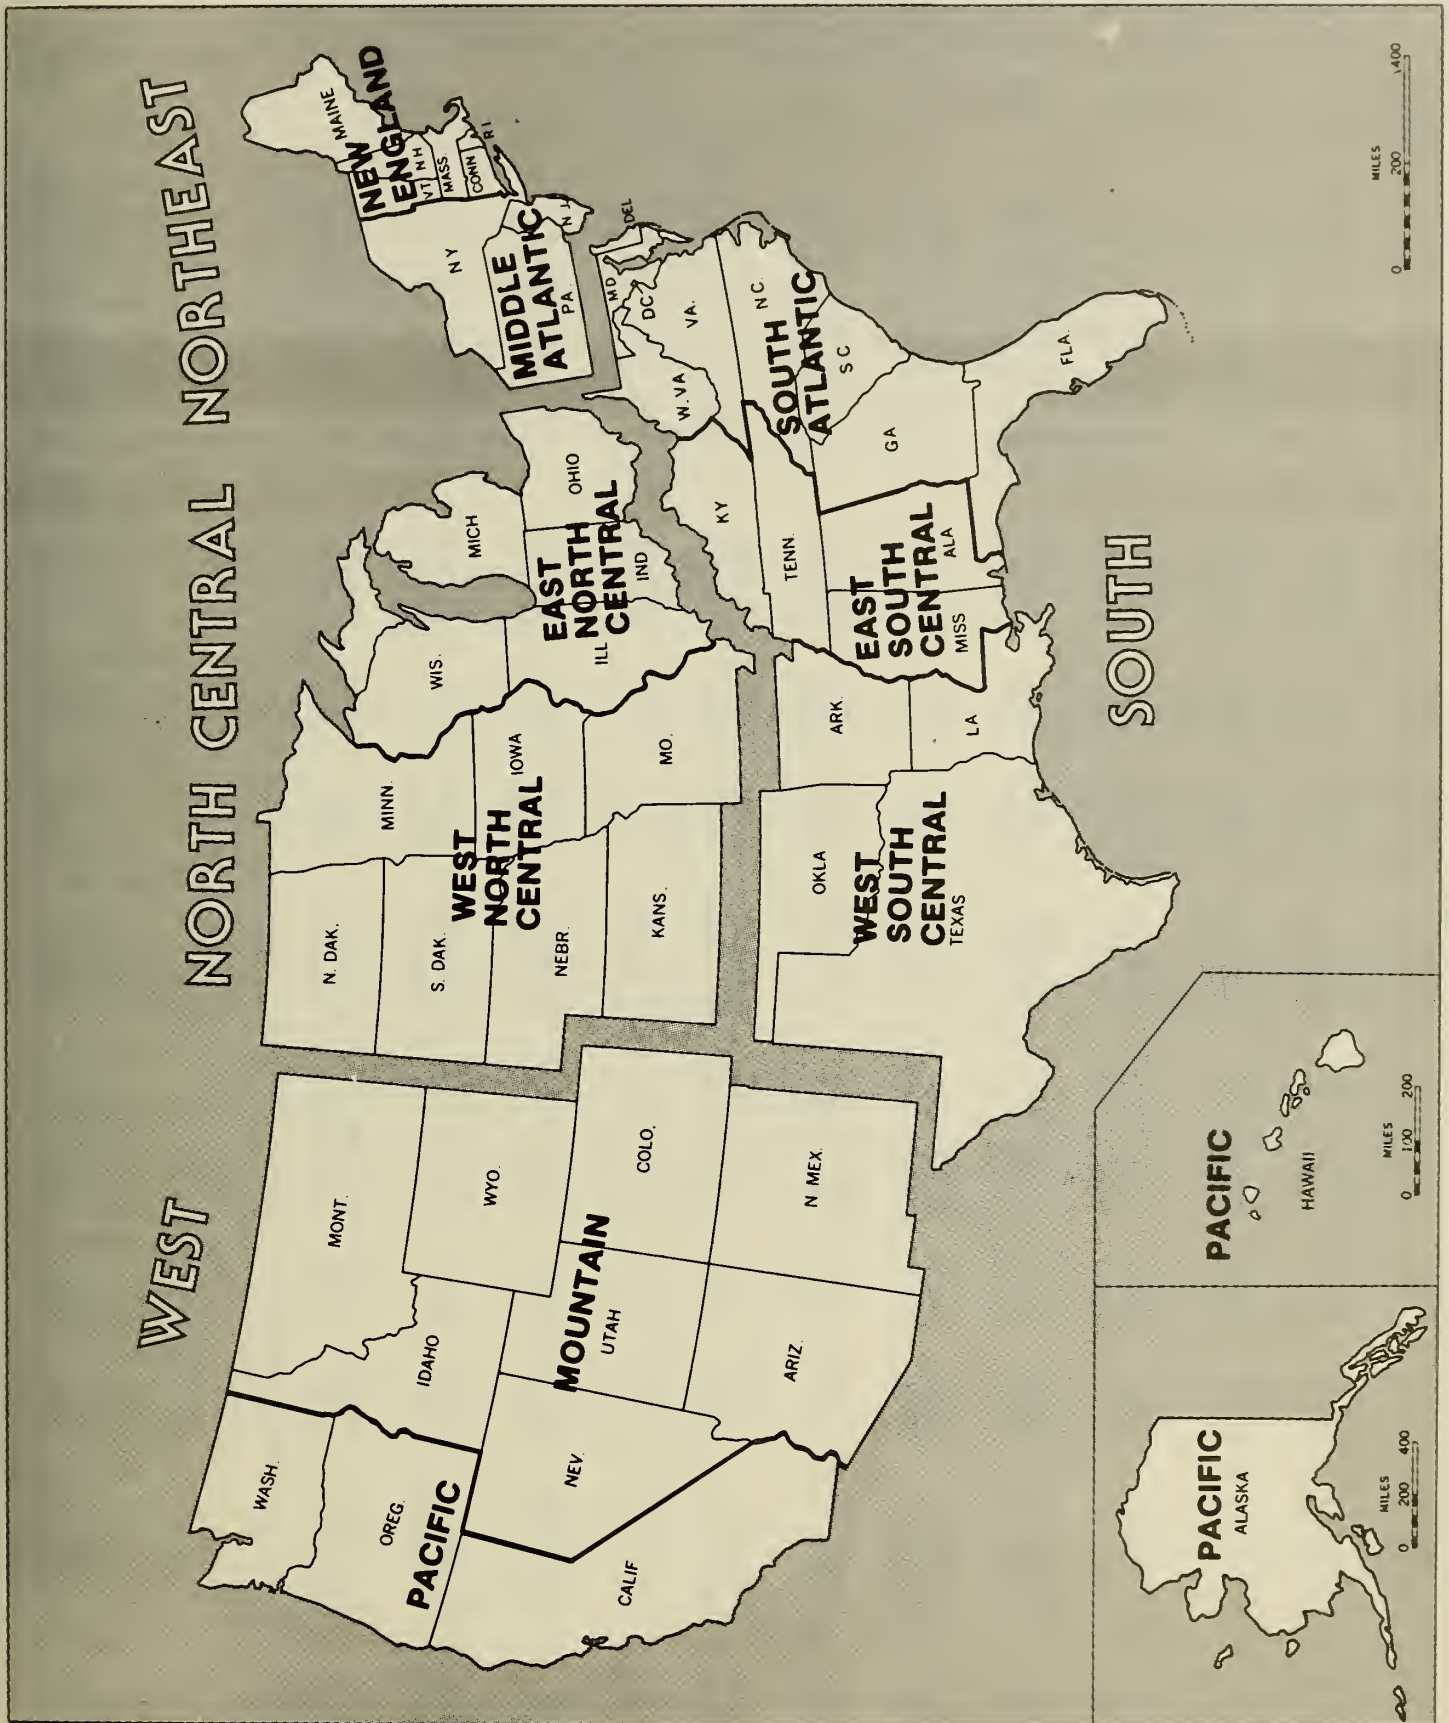 WEST
NORTH CENTRAL
NORTHEAST
SOUTH
PACIFIC
WASH.
OREG.
CALIF
MOUNTAIN
MONT.
IDAHO
WYO.
NEV.
UTAH
COLO.
ARIZ.
N MEX.
WEST
NORTH
CENTRAL
N. DAK.
S. DAK.
NEBR.
KANS.
MINN.
IOWA
MO.
EAST
NORTH
CENTRAL
WIS.
MICH
ILL
IND
OHIO
NEW
ENGLAND
MAINE
VT
N H
MASS.
CONN
R I.
MIDDLE
ATLANTIC
N Y
PA.
N J
SOUTH
ATLANTIC
DEL
MD
DC
VA.
W. VA.
N C.
S C
GA
FLA.
EAST
SOUTH
CENTRAL
KY
TENN.
ALA
MISS
WEST
SOUTH
CENTRAL
OKLA
ARK.
LA
TEXAS
PACIFIC
ALASKA
MILES
0 200 400
PACIFIC
HAWAII
MILES
0 100 200
MILES
0 200 400